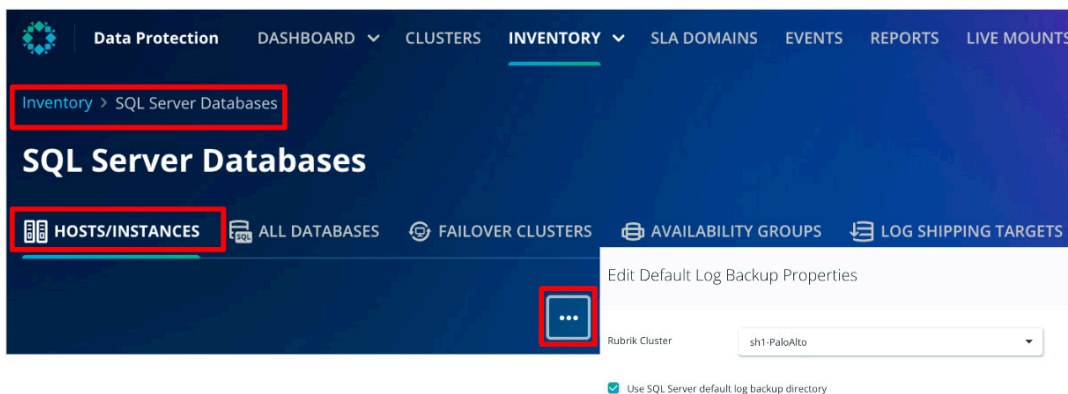 Data Protection DASHBOARD CLUSTERS INVENTORY SLA DOMAINS EVENTS REPORTS LIVE MOUNTS
Inventory > SQL Server Databases
SQL Server Databases
HOSTS/INSTANCES SQL ALL DATABASES FAILOVER CLUSTERS AVAILABILITY GROUPS LOG SHIPPING TARGETS
...
Edit Default Log Backup Properties
Rubrik Cluster sh1-PaloAlto
Use SQL Server default log backup directory